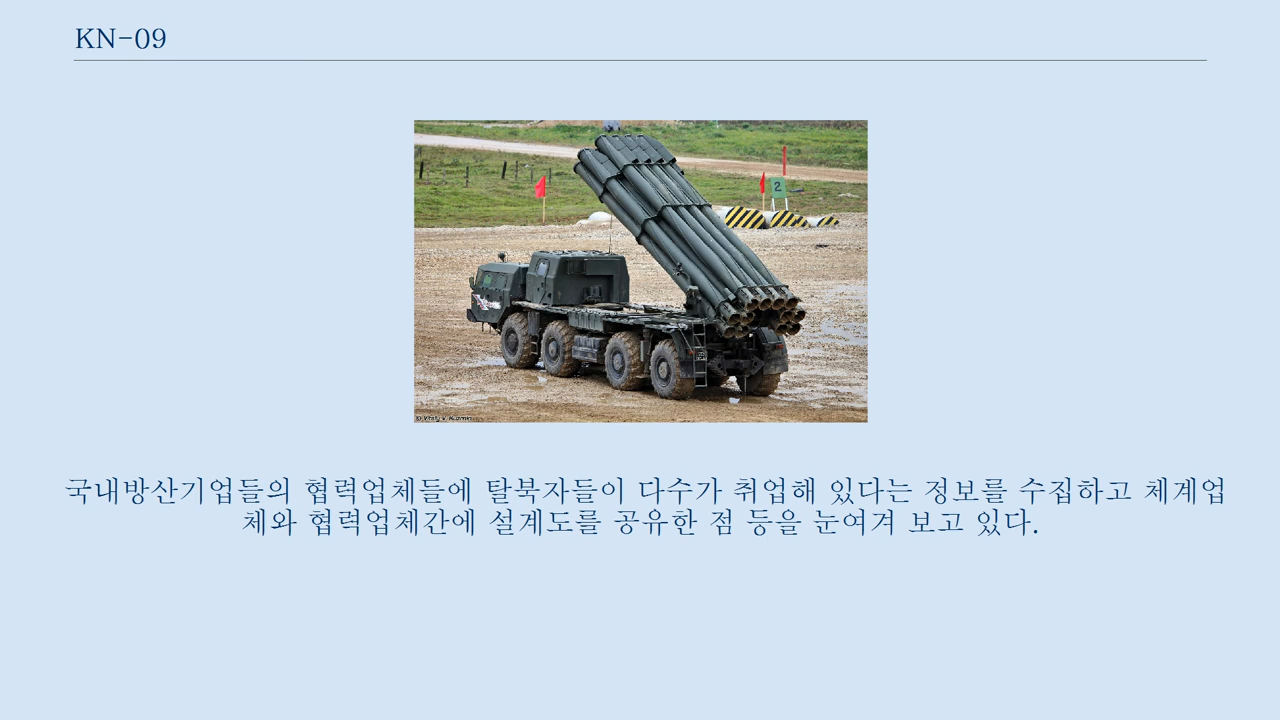 KN-09
2
© Vitaly V. Kuzmin
국내방산기업들의 협력업체들에 탈북자들이 다수가 취업해 있다는 정보를 수집하고 체계업
체와 협력업체간에 설계도를 공유한 점 등을 눈여겨 보고 있다.